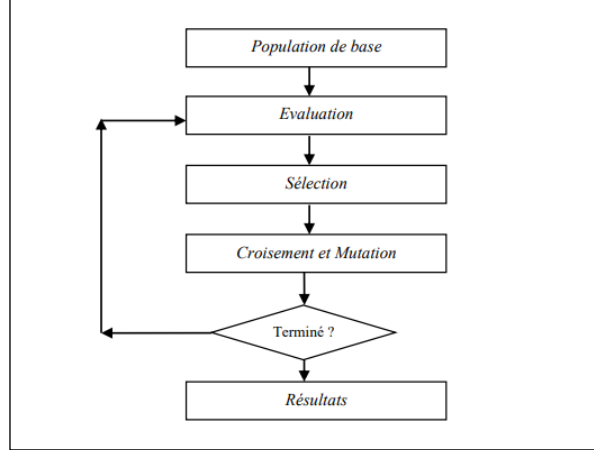 Population de base
Evaluation
Sélection
Croisement et Mutation
Terminé ?
Résultats